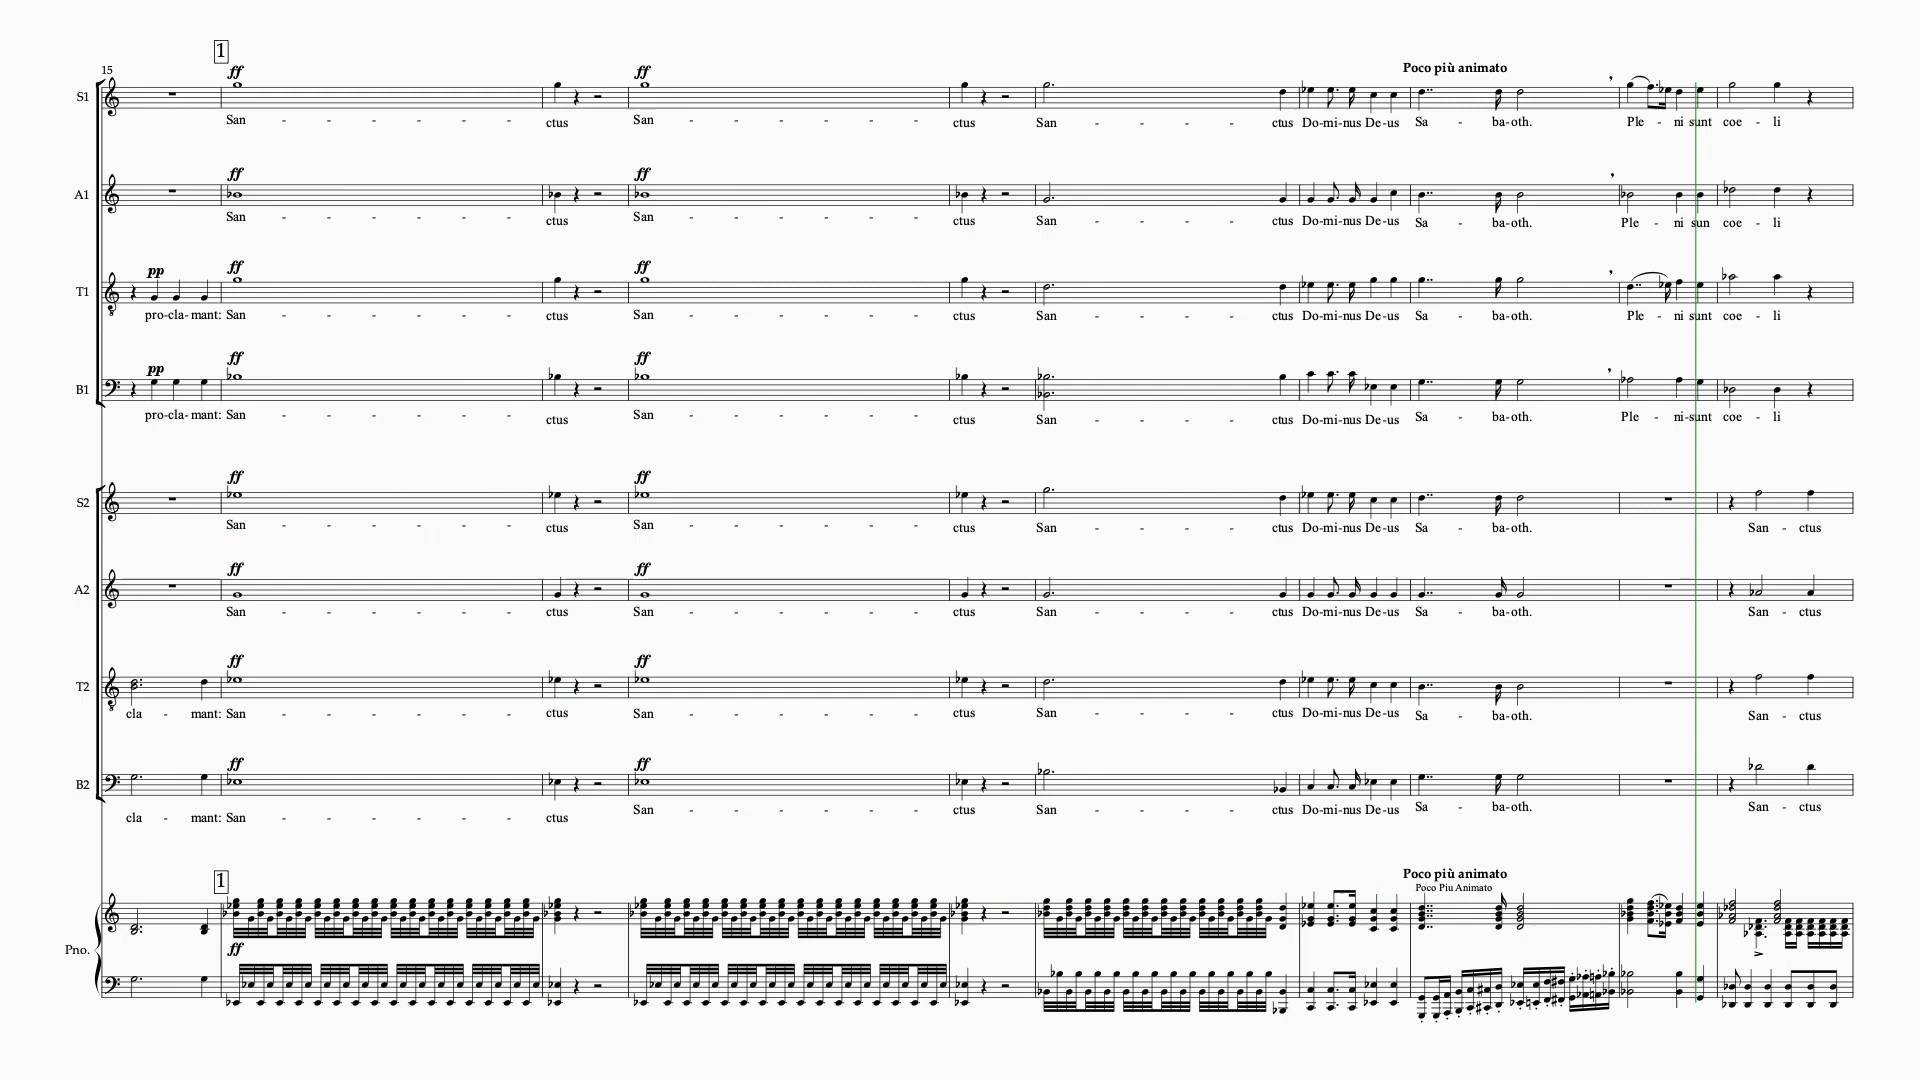 1
15
Poco più animato
S1 ff ff
San - - - - - - - - ctus San - - - - - - - - ctus San - - - - ctus Do-mi-nus De-us Sa - ba-oth. Ple - ni sunt coe - li
A1 ff ff
San - - - - - - - - ctus San - - - - - - - - ctus San - - - - ctus Do-mi-nus De-us Sa - ba-oth. Ple - ni sun coe - li
T1 pp ff ff
pro-cla-mant: San - - - - - - - - ctus San - - - - - - - - ctus San - - - - ctus Do-mi-nus De-us Sa - ba-oth. Ple - ni sunt coe - li
B1 pp ff ff
pro-cla-mant: San - - - - - - - - ctus San - - - - - - - - ctus San - - - - ctus Do-mi-nus De-us Sa - ba-oth. Ple - ni-sunt coe - li
S2 ff ff
San - - - - - - - - ctus San - - - - - - - - ctus San - - - - ctus Do-mi-nus De-us Sa - ba-oth. San - ctus
A2 ff ff
San - - - - - - - - ctus San - - - - - - - - ctus San - - - - ctus Do-mi-nus De-us Sa - ba-oth. San - ctus
T2 ff ff
cla - mant: San - - - - - - - - ctus San - - - - - - - - ctus San - - - - ctus Do-mi-nus De-us Sa - ba-oth. San - ctus
B2 ff ff
cla - mant: San - - - - - - - - ctus San - - - - - - - - ctus San - - - - ctus Do-mi-nus De-us Sa - ba-oth. San - ctus
1
Poco più animato
Poco Piu Animato
Pno. ff